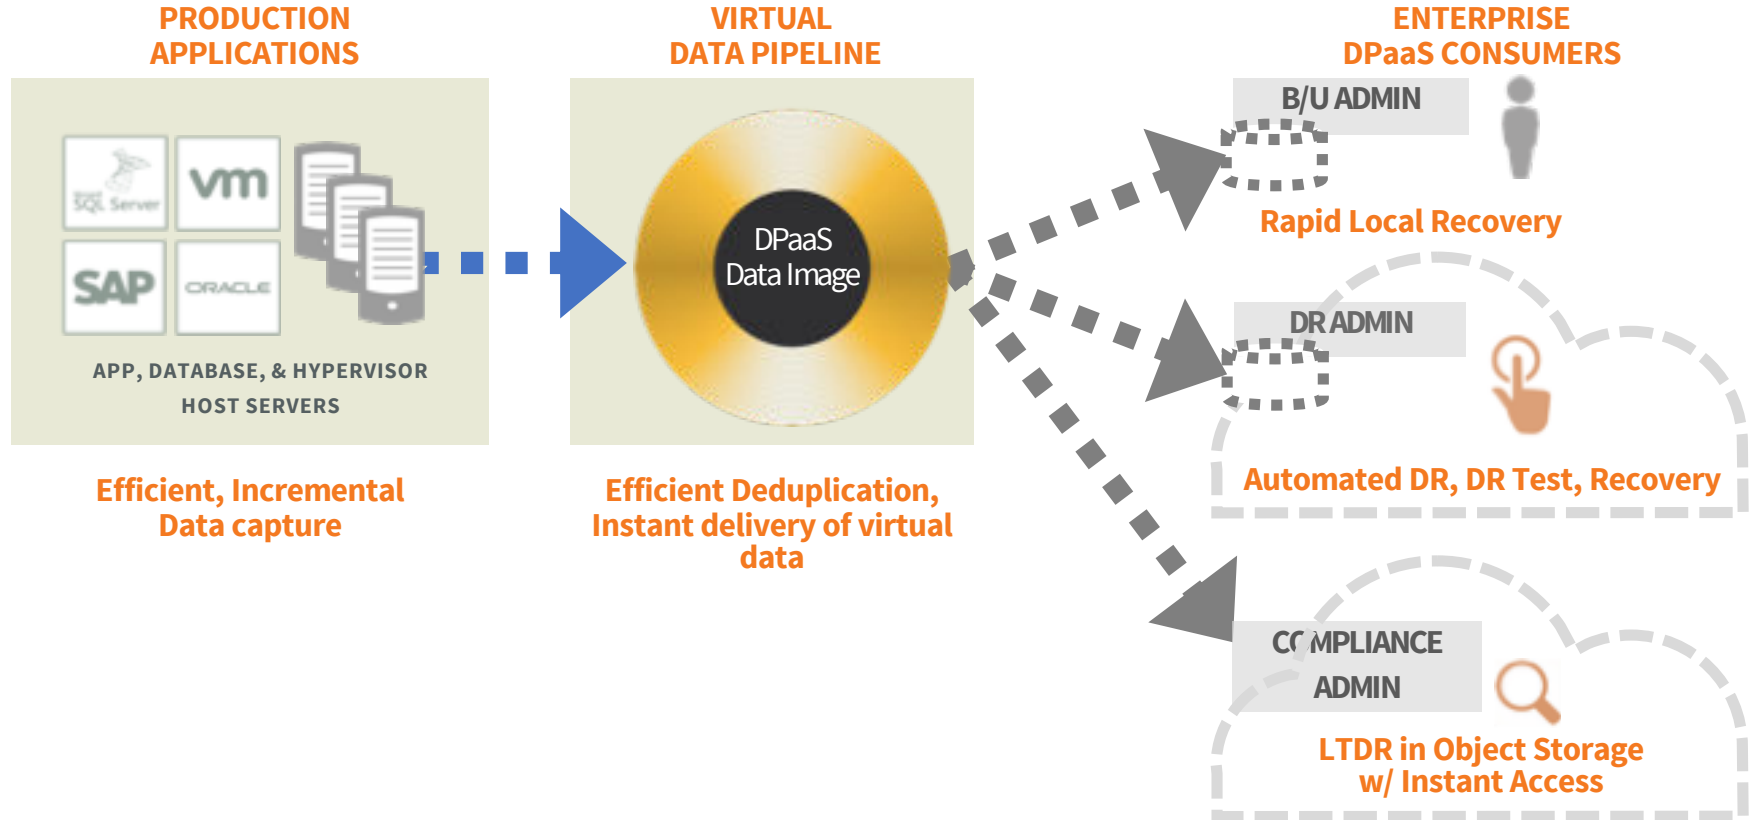 PRODUCTION
APPLICATIONS
SQL Server
vm
SAP
ORACLE
APP, DATABASE, & HYPERVISOR
HOST SERVERS
Efficient, Incremental
Data capture
VIRTUAL
DATA PIPELINE
DPaaS
Data Image
Efficient Deduplication,
Instant delivery of virtual
data
ENTERPRISE
DPaaS CONSUMERS
B/U ADMIN
Rapid Local Recovery
DR ADMIN
Automated DR, DR Test, Recovery
COMPLIANCE
ADMIN
LTDR in Object Storage
w/ Instant Access